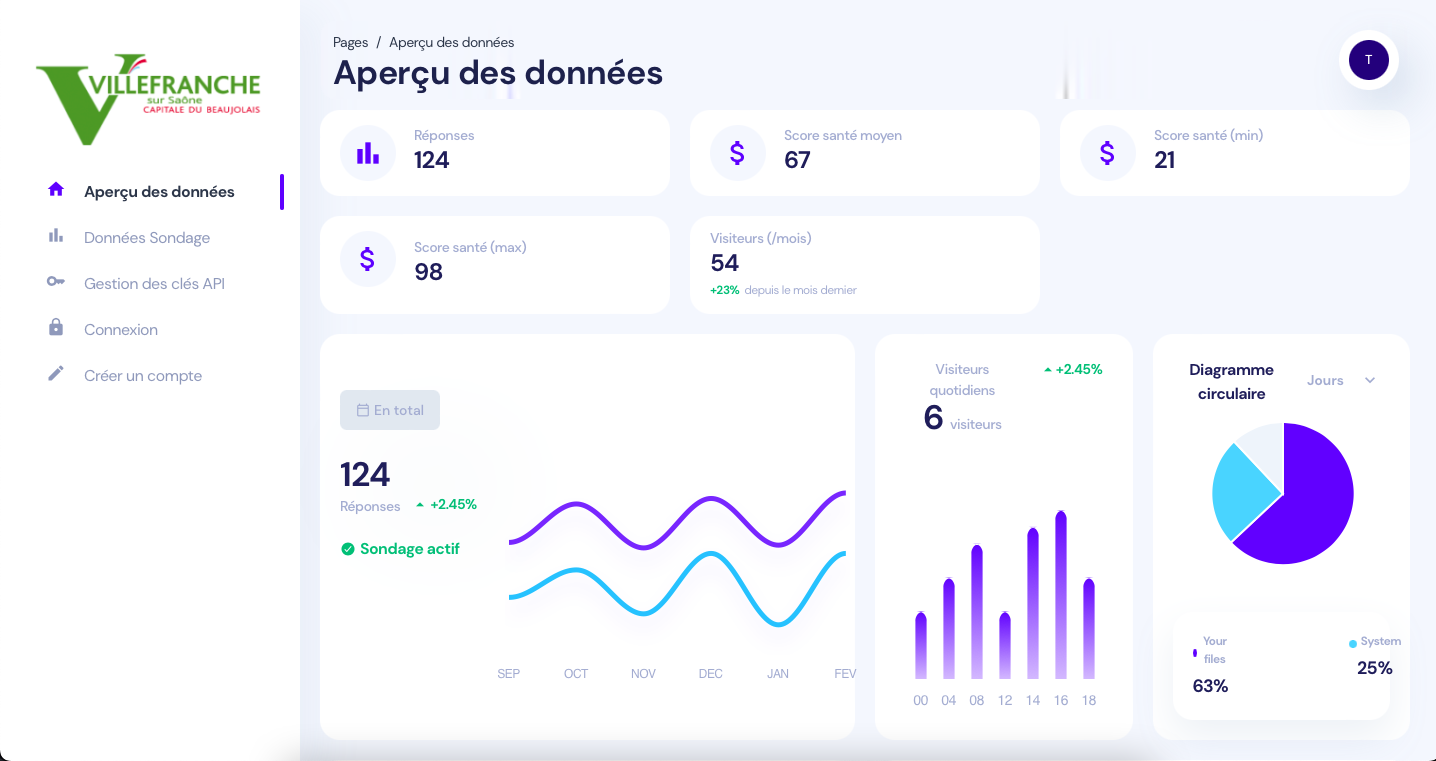 VILLEFRANCHE
sur Saône
CAPITALE DU BEAUJOLAIS
Aperçu des données
Données Sondage
Gestion des clés API
Connexion
Créer un compte
Pages / Aperçu des données
Aperçu des données
T
Réponses
124
Score santé moyen
67
Score santé (min)
21
Score santé (max)
98
Visiteurs (/mois)
54
+23% depuis le mois dernier
En total
124
Réponses +2.45%
Sondage actif
SEP OCT NOV DEC JAN FEV
Visiteurs
quotidiens
+2.45%
6 visiteurs
00 04 08 12 14 16 18
Diagramme
circulaire
Jours
Your
files
63%
System
25%